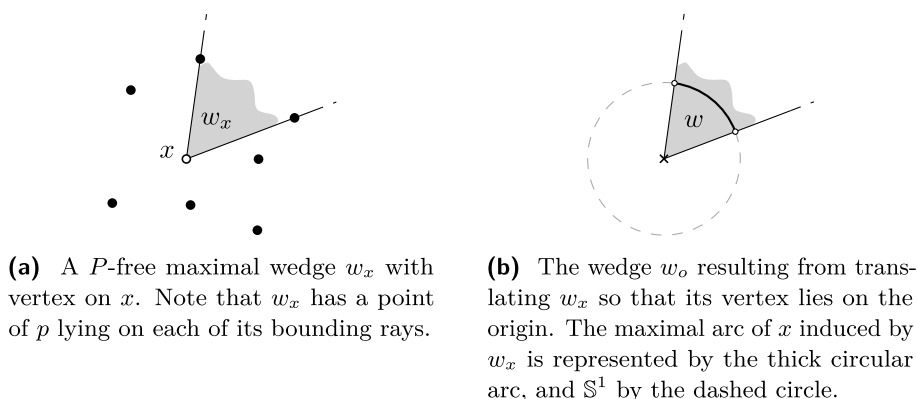 w_x
x
(a) A P-free maximal wedge w_x with
vertex on x. Note that w_x has a point
of p lying on each of its bounding rays.
w
(b) The wedge w_o resulting from trans-
lating w_x so that its vertex lies on the
origin. The maximal arc of x induced by
w_x is represented by the thick circular
arc, and 𝕊¹ by the dashed circle.